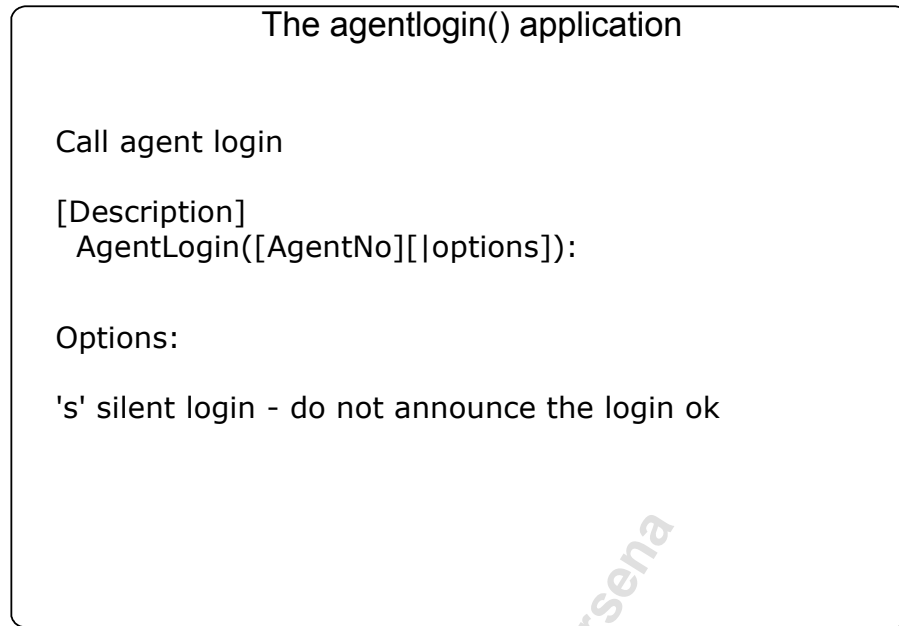 The agentlogin() application
Call agent login
[Description]
AgentLogin([AgentNo][|options]):
Options:
's' silent login - do not announce the login ok